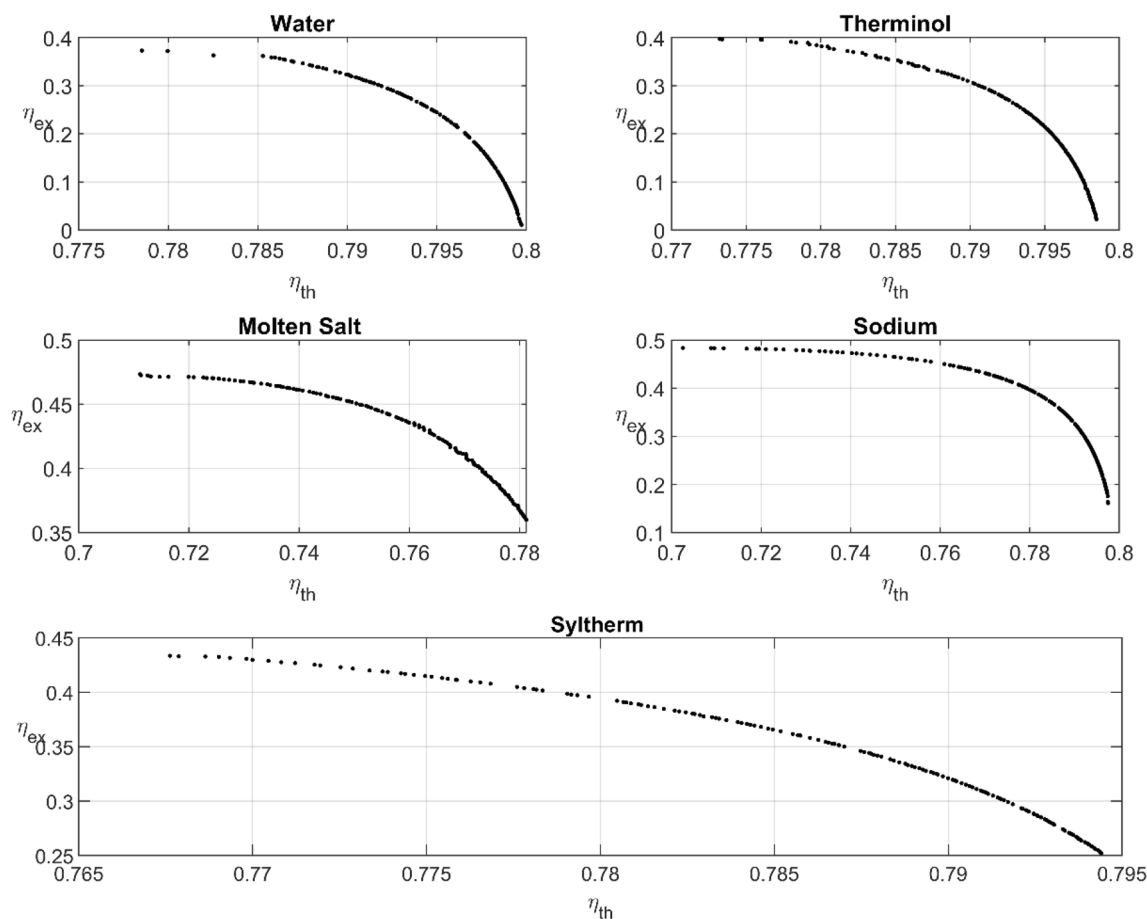 Water
0.4
0.3
η_ex
0.2
0.1
0
0.775 0.78 0.785 0.79 0.795 0.8
η_th
Therminol
0.4
0.3
η_ex
0.2
0.1
0
0.77 0.775 0.78 0.785 0.79 0.795 0.8
η_th
Molten Salt
0.5
0.45
η_ex
0.4
0.35
0.7 0.72 0.74 0.76 0.78
η_th
Sodium
0.5
0.4
η_ex
0.3
0.2
0.1
0.7 0.72 0.74 0.76 0.78 0.8
η_th
Syltherm
0.45
0.4
η_ex
0.35
0.3
0.25
0.765 0.77 0.775 0.78 0.785 0.79 0.795
η_th